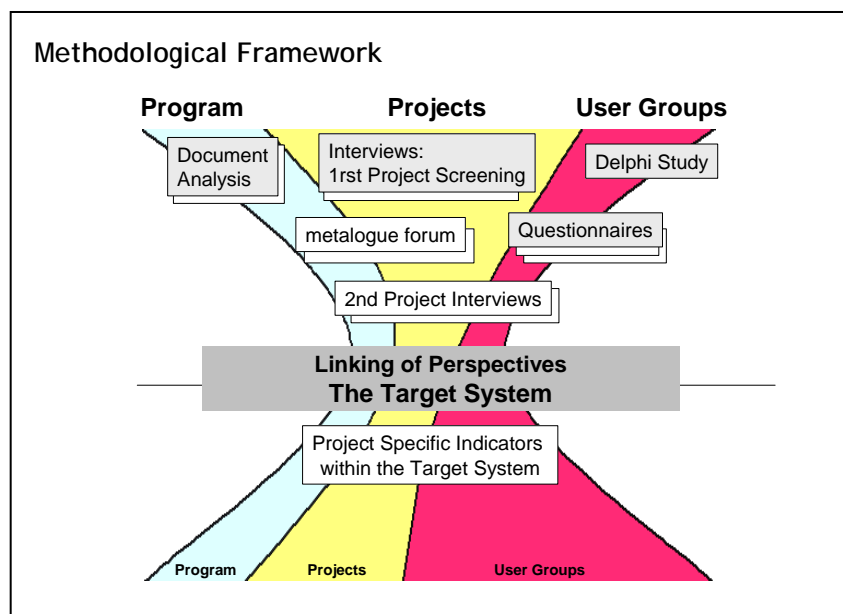 Methodological Framework
Program Projects User Groups
Document
Analysis
Interviews:
1rst Project Screening
Delphi Study
metalogue forum
Questionnaires
2nd Project Interviews
Linking of Perspectives
The Target System
Project Specific Indicators
within the Target System
Program Projects User Groups